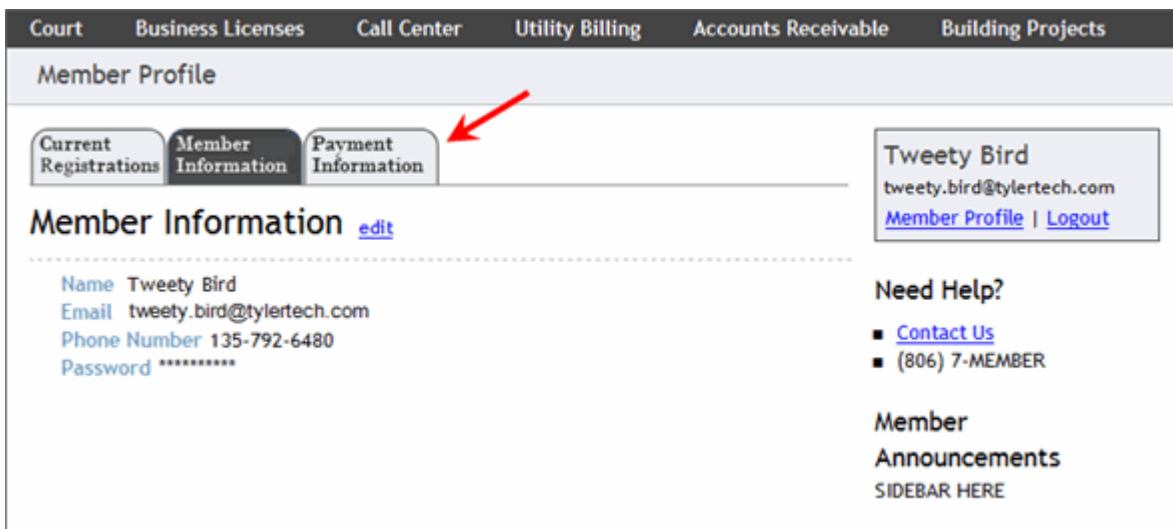 Court Business Licenses Call Center Utility Billing Accounts Receivable Building Projects
Member Profile
Current Registrations
Member Information
Payment Information
Member Information edit
Name Tweety Bird
Email tweety.bird@tylertech.com
Phone Number 135-792-6480
Password **********
Tweety Bird
tweety.bird@tylertech.com
Member Profile | Logout
Need Help?
Contact Us
(806) 7-MEMBER
Member
Announcements
SIDEBAR HERE